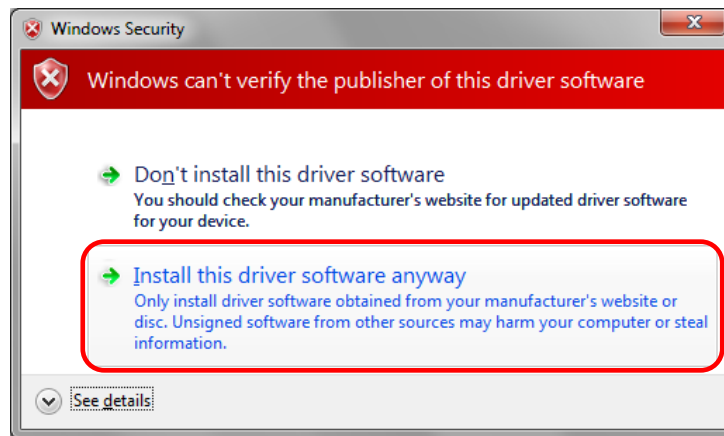 Windows Security
Windows can't verify the publisher of this driver software
Don't install this driver software
You should check your manufacturer's website for updated driver software
for your device.
Install this driver software anyway
Only install driver software obtained from your manufacturer's website or
disc. Unsigned software from other sources may harm your computer or steal
information.
See details